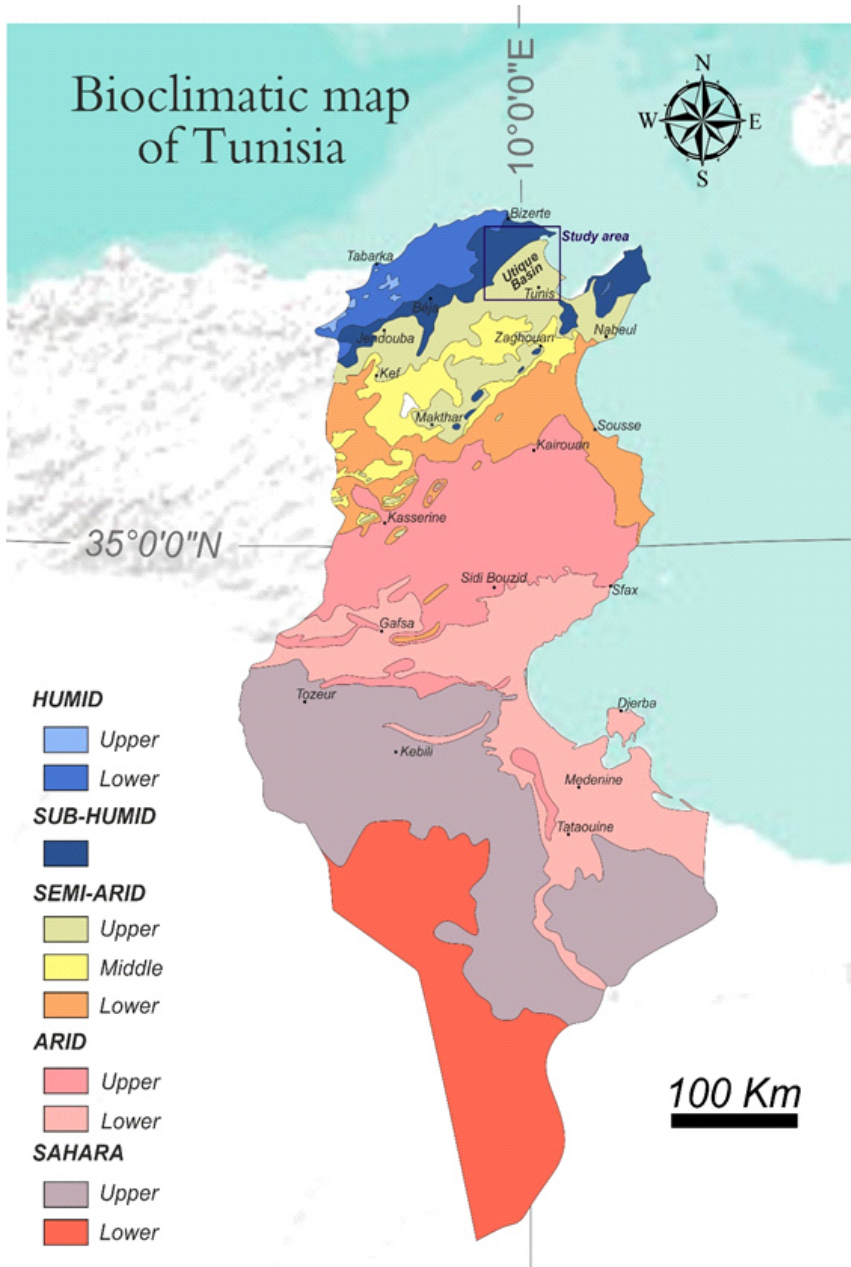 Bioclimatic map
of Tunisia
10°0'0"E
N
W
E
S
Bizerte
Study area
Tabarka
Utique
Basin
Tunis
Béja
Jendouba
Zaghouan
Nabeul
Kef
Makthar
Sousse
Kairouan
Kasserine
35°0'0"N
Sidi Bouzid
Sfax
Gafsa
Tozeur
Djerba
Kebili
Medenine
Tataouine
HUMID
Upper
Lower
SUB-HUMID
SEMI-ARID
Upper
Middle
Lower
ARID
Upper
Lower
SAHARA
Upper
Lower
100 Km